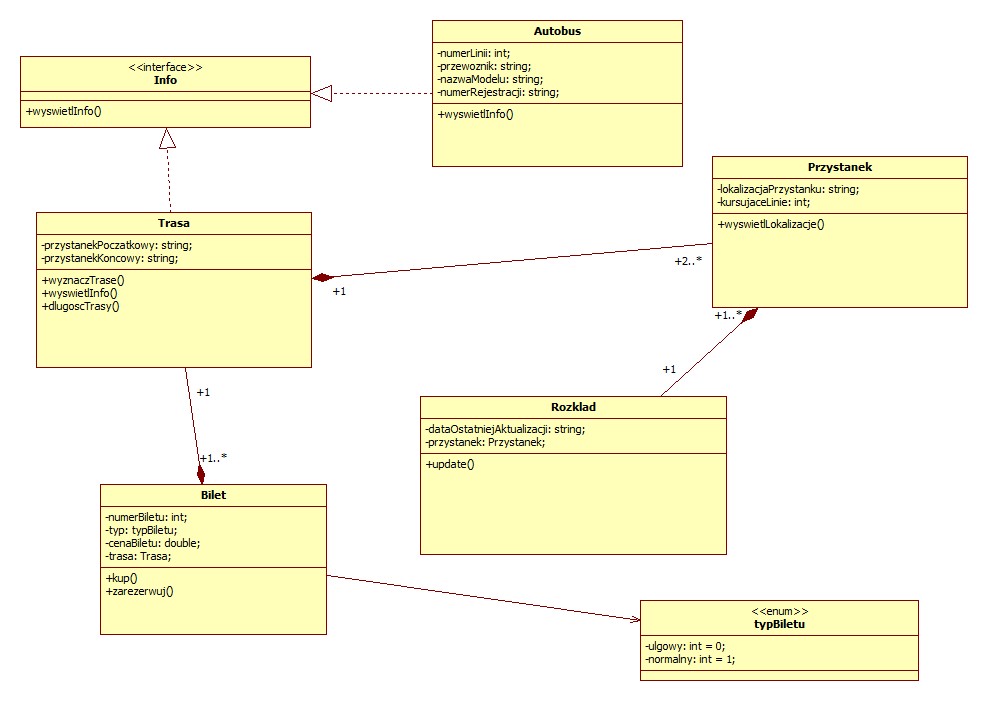 Autobus
-numerLinii: int;
-przewoznik: string;
-nazwaModelu: string;
-numerRejestracji: string;
+wyswietlInfo()
<<interface>>
Info
+wyswietlInfo()
Przystanek
-lokalizacjaPrzystanku: string;
-kursujaceLinie: int;
+wyswietlLokalizacje()
Trasa
-przystanekPoczatkowy: string;
-przystanekKoncowy: string;
+wyznaczTrase()
+wyswietlInfo()
+dlugoscTrasy()
+2..*
+1
+1..*
+1
+1
Rozklad
-dataOstatniejAktualizacji: string;
-przystanek: Przystanek;
+update()
+1..*
Bilet
-numerBiletu: int;
-typ: typBiletu;
-cenaBiletu: double;
-trasa: Trasa;
+kup()
+zarezerwuj()
<<enum>>
typBiletu
-ulgowy: int = 0;
-normalny: int = 1;